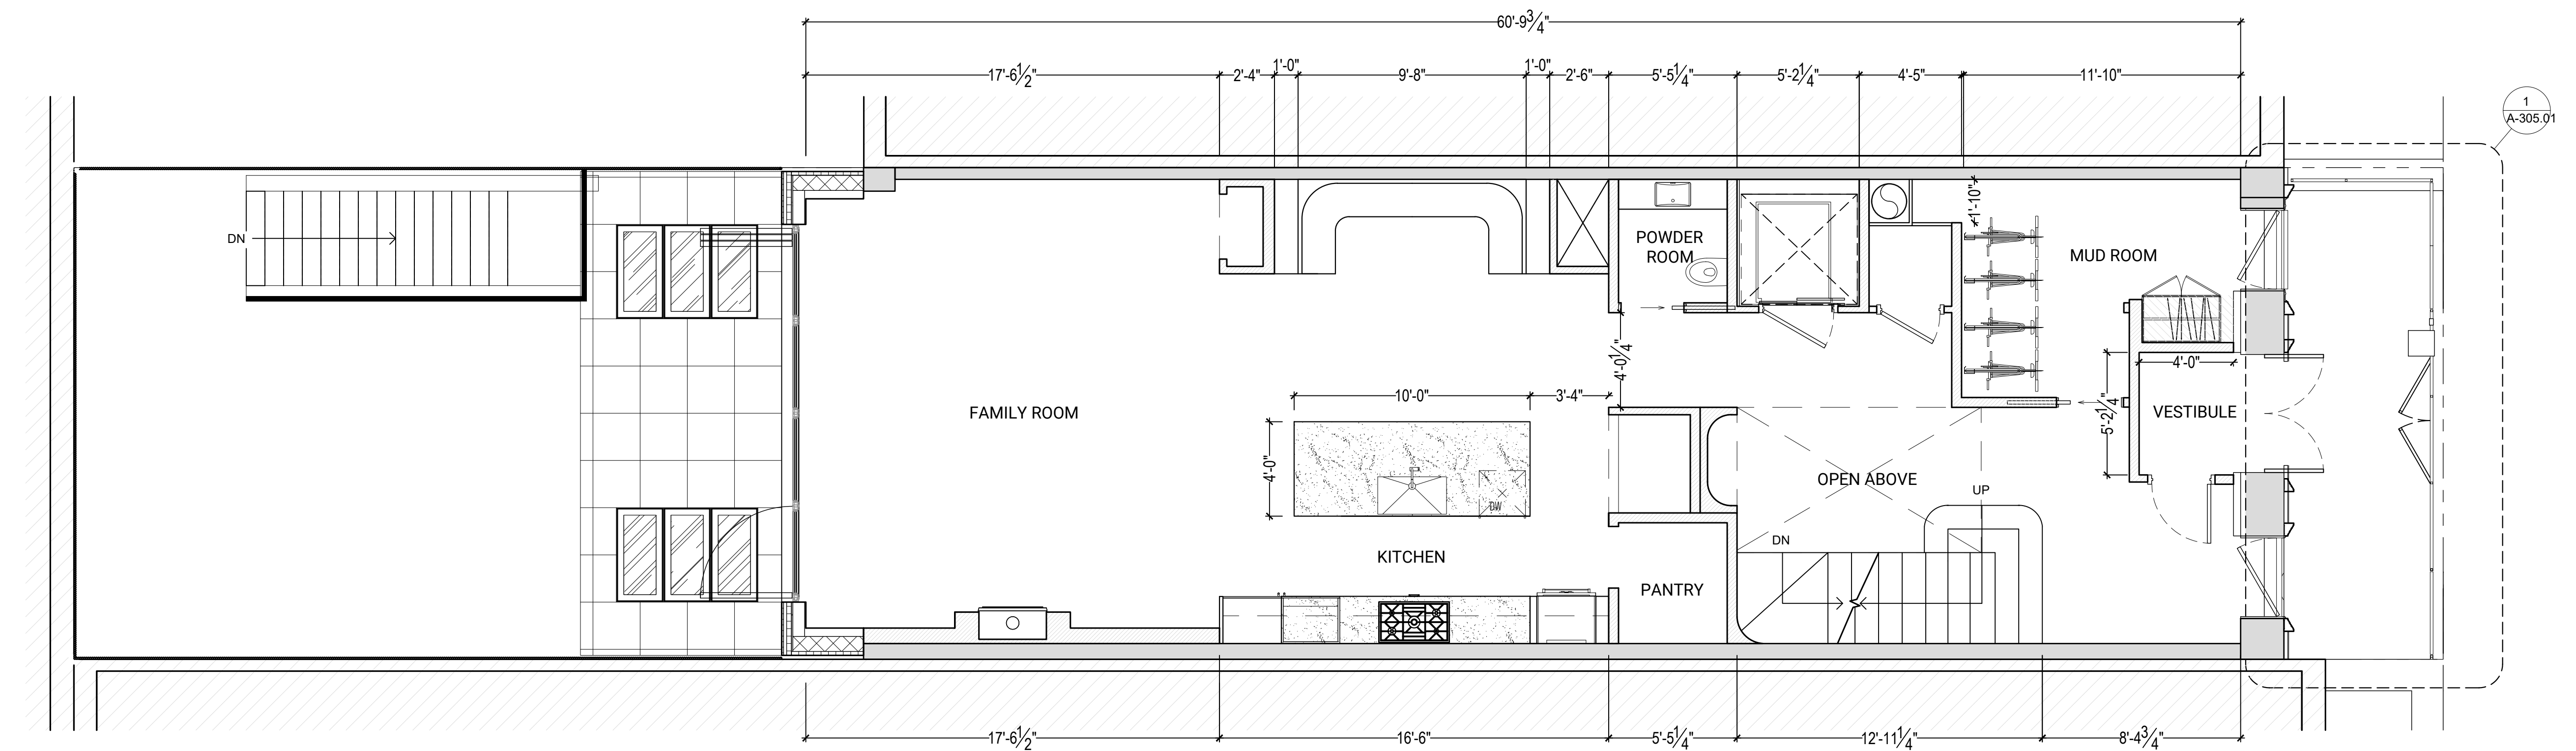 60'-9 3/4"
17'-6 1/2"
2'-4"
1'-0"
9'-8"
1'-0"
2'-6"
5'-5 1/4"
5'-2 1/4"
4'-5"
11'-10"
1
A-305.01
DN
1'-10"
POWDER
ROOM
MUD ROOM
4'-0 1/4"
4'-0"
10'-0"
3'-4"
FAMILY ROOM
5'-2 1/4"
VESTIBULE
4'-0"
OPEN ABOVE
UP
DW
DN
KITCHEN
PANTRY
17'-6 1/2"
16'-6"
5'-5 1/4"
12'-11 1/4"
8'-4 3/4"